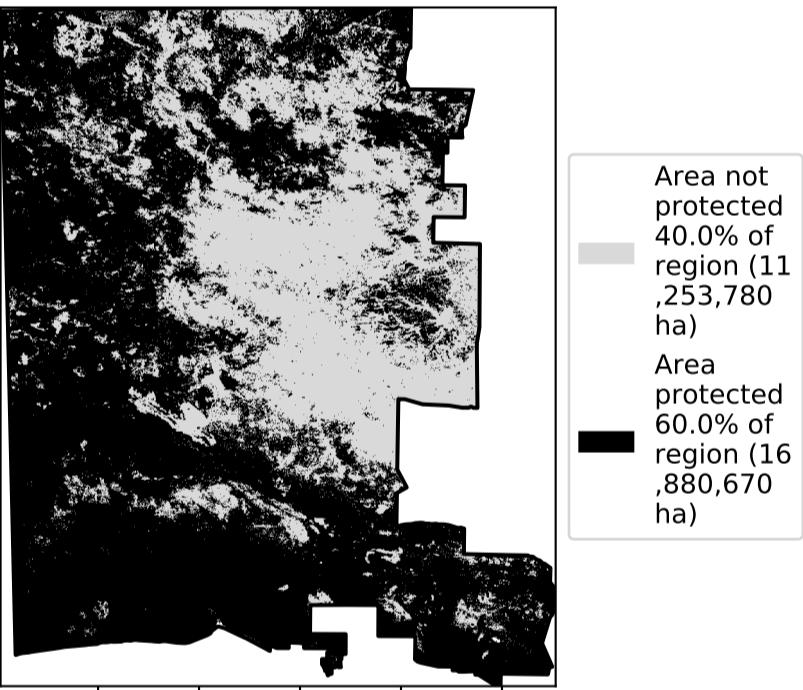 Area not
protected
40.0% of
region (11
,253,780
ha)
Area
protected
60.0% of
region (16
,880,670
ha)